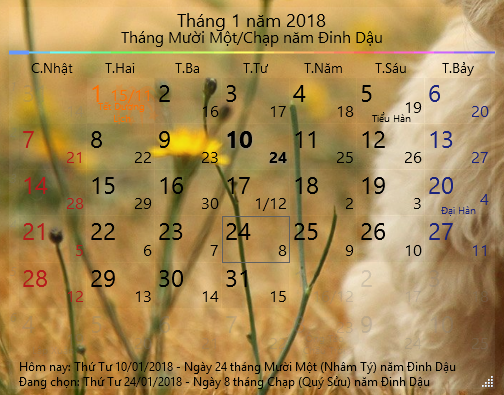 Tháng 1 năm 2018
Tháng Mười Một/Chạp năm Đinh Dậu
C.Nhật T.Hai T.Ba T.Tư T.Năm T.Sáu T.Bảy
1 2 3 4 5 6
15/11 16 17 18 19 20
Tiểu Hàn
7 8 9 10 11 12 13
21 22 23 24 25 26 27
14 15 16 17 18 19 20
28 29 30 1/12 2 3 4
Đại Hàn
21 22 23 24 25 26 27
5 6 7 8 9 10 11
28 29 30 31
12 13 14 15
Hôm nay: Thứ Tư 10/01/2018 - Ngày 24 tháng Mười Một (Nhâm Tý) năm Đinh Dậu
Đang chọn: Thứ Tư 24/01/2018 - Ngày 8 tháng Chạp (Quý Sửu) năm Đinh Dậu